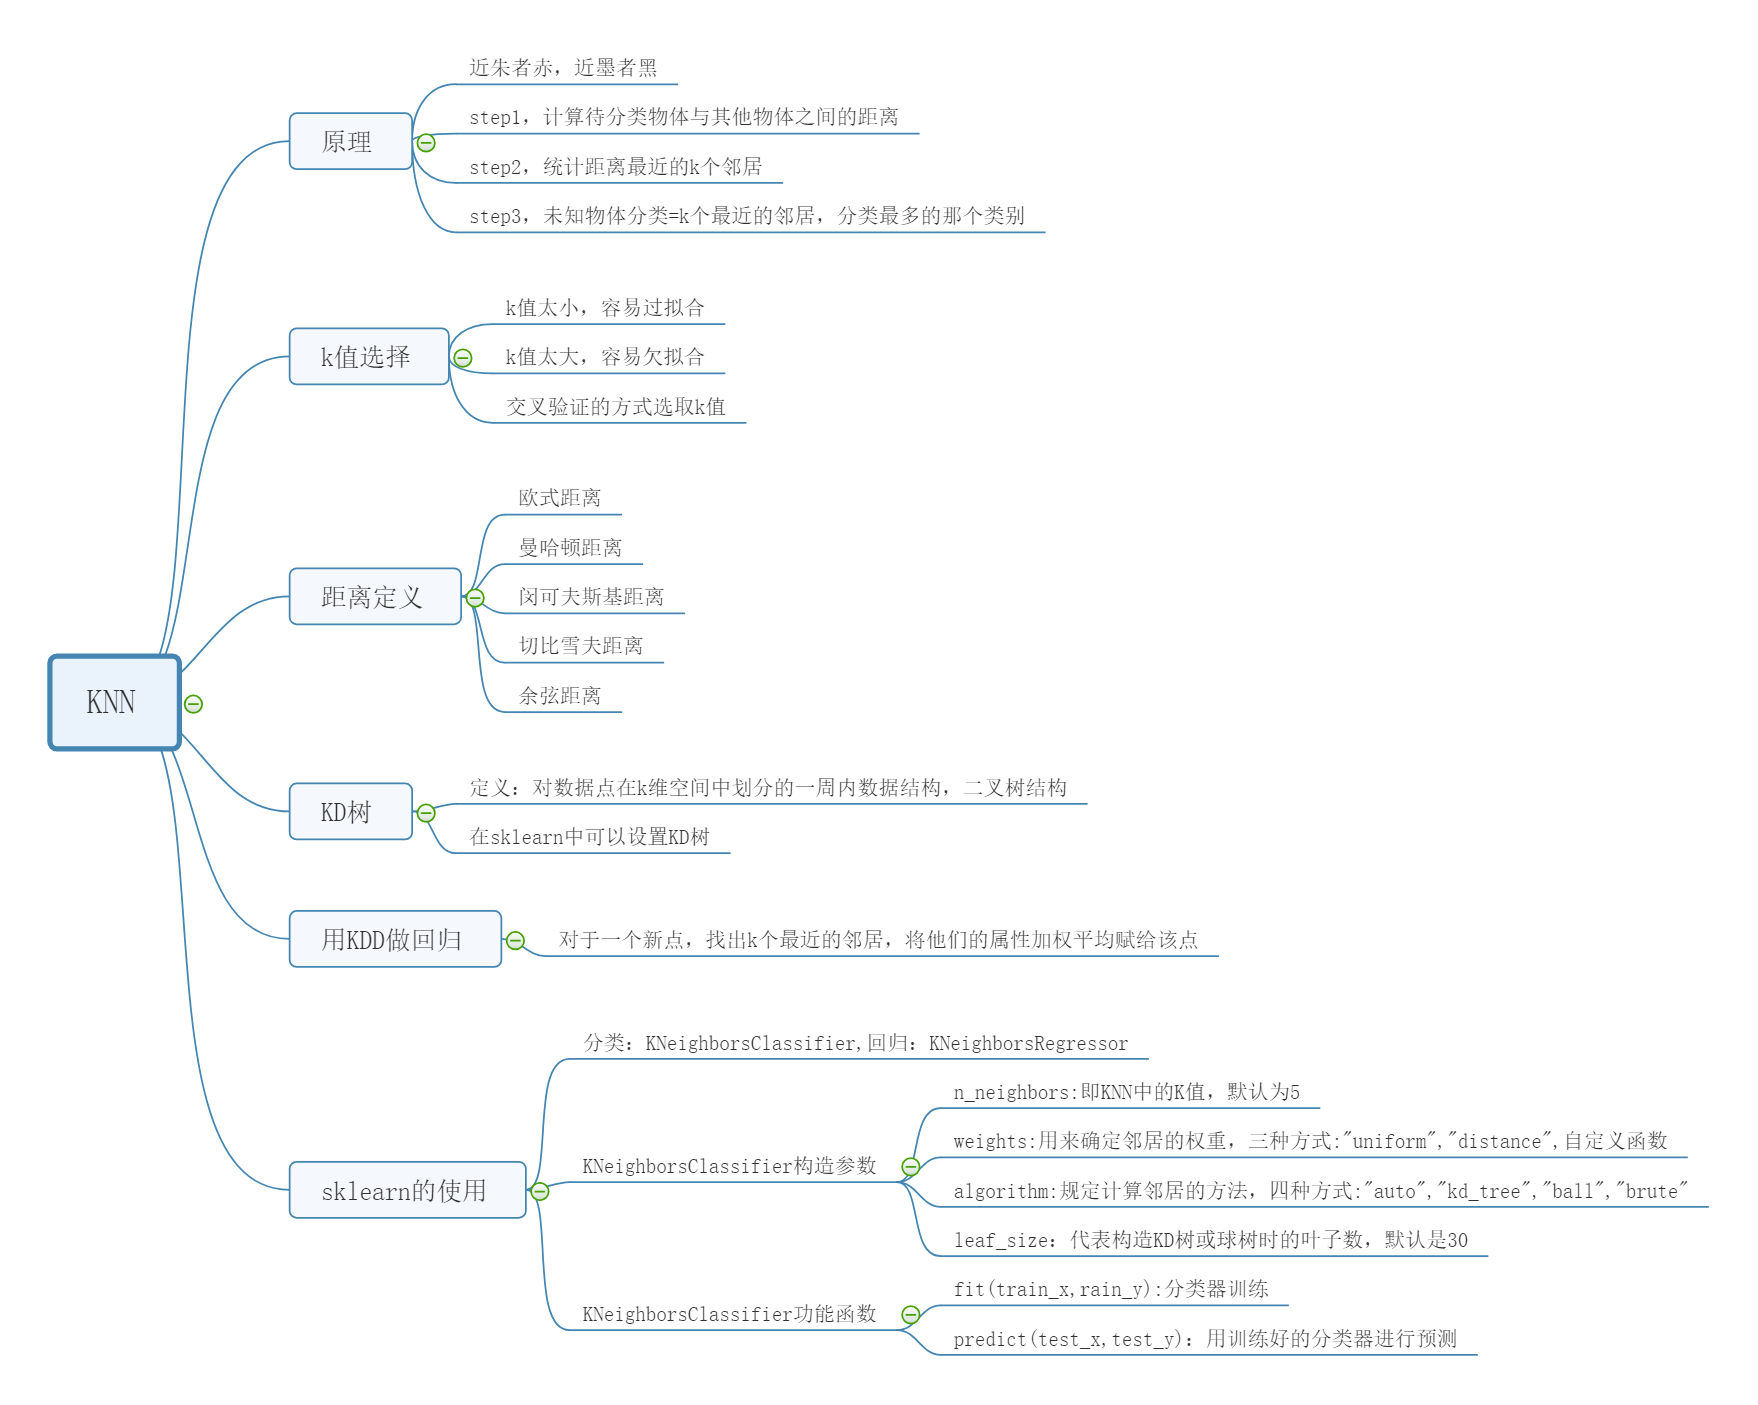 KNN
原理
近朱者赤，近墨者黑
step1，计算待分类物体与其他物体之间的距离
step2，统计距离最近的k个邻居
step3，未知物体分类=k个最近的邻居，分类最多的那个类别
k值选择
k值太小，容易过拟合
k值太大，容易欠拟合
交叉验证的方式选取k值
距离定义
欧式距离
曼哈顿距离
闵可夫斯基距离
切比雪夫距离
余弦距离
KD树
定义：对数据点在k维空间中划分的一周内数据结构，二叉树结构
在sklearn中可以设置KD树
用KDD做回归
对于一个新点，找出k个最近的邻居，将他们的属性加权平均赋给该点
sklearn的使用
分类：KNeighborsClassifier,回归：KNeighborsRegressor
KNeighborsClassifier构造参数
n_neighbors:即KNN中的K值，默认为5
weights:用来确定邻居的权重，三种方式:"uniform","distance",自定义函数
algorithm:规定计算邻居的方法，四种方式:"auto","kd_tree","ball","brute"
leaf_size：代表构造KD树或球树时的叶子数，默认是30
KNeighborsClassifier功能函数
fit(train_x,rain_y):分类器训练
predict(test_x,test_y)：用训练好的分类器进行预测